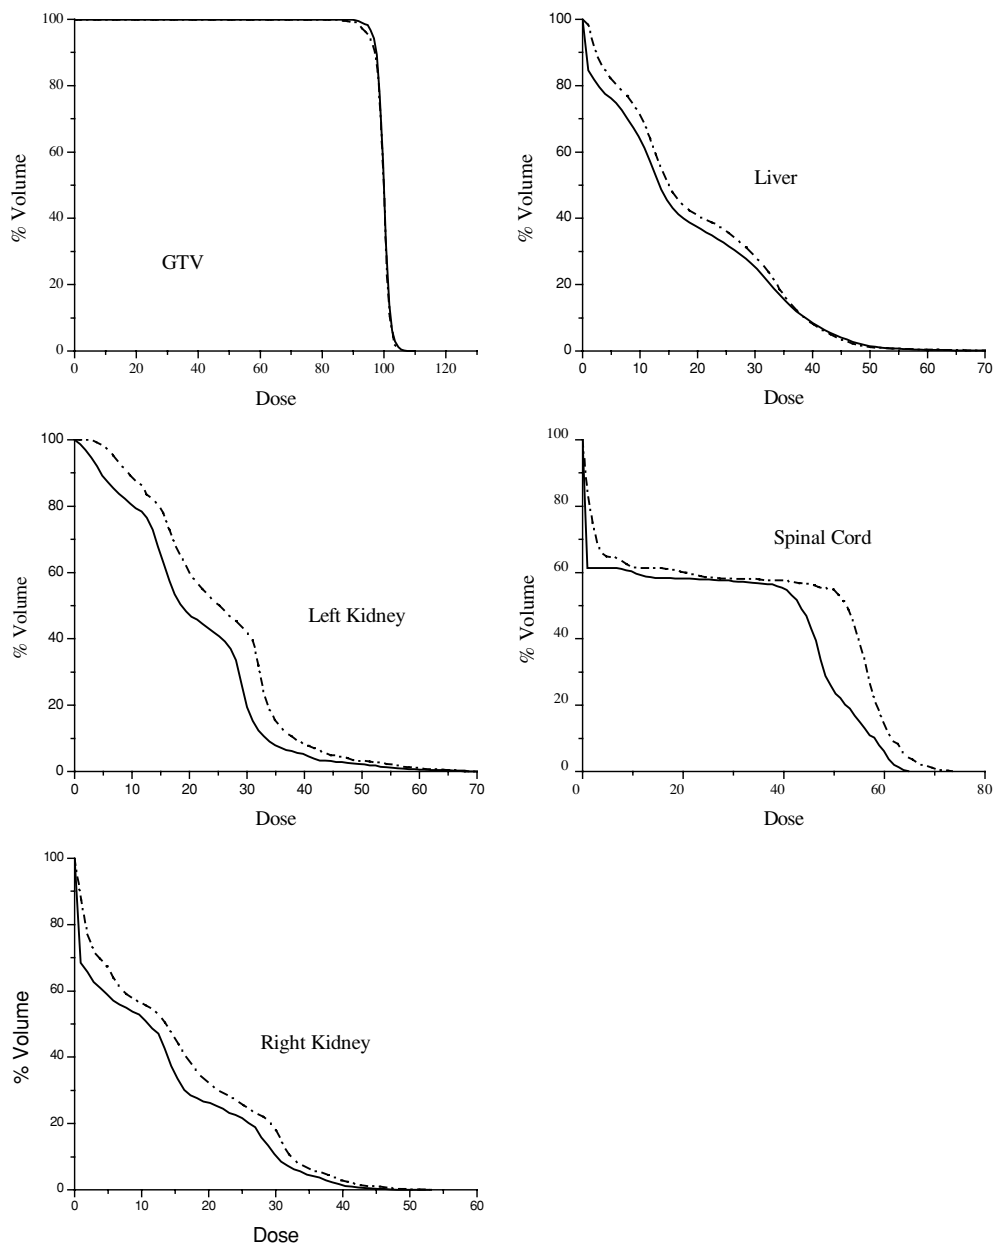 100
80
60
40
20
0
% Volume
GTV
0 20 40 60 80 100 120
Dose
100
80
60
40
20
0
% Volume
Liver
0 10 20 30 40 50 60 70
Dose
100
80
60
40
20
0
% Volume
Left Kidney
0 10 20 30 40 50 60 70
Dose
100
80
60
40
20
0
% Volume
Spinal Cord
0 20 40 60 80
Dose
100
80
60
40
20
0
% Volume
Right Kidney
0 10 20 30 40 50 60
Dose